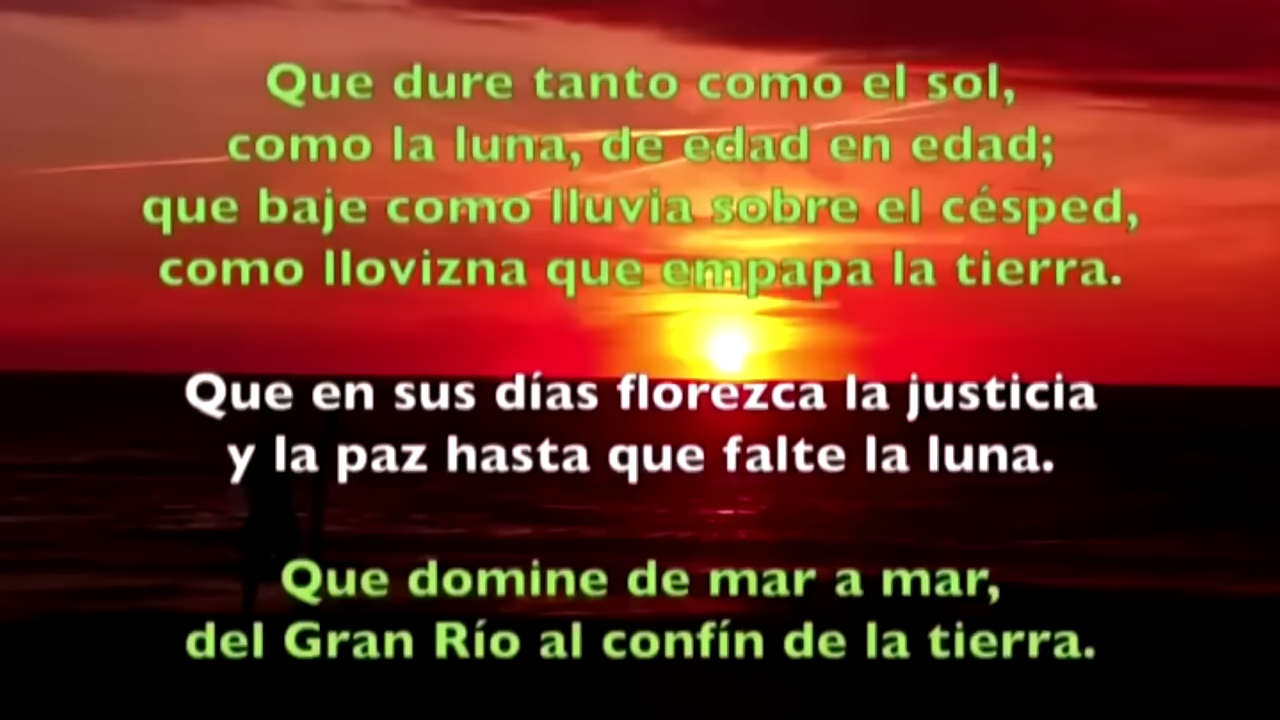 Que dure tanto como el sol,
como la luna, de edad en edad;
que baje como lluvia sobre el césped,
como llovizna que empapa la tierra.
Que en sus días florezca la justicia
y la paz hasta que falte la luna.
Que domine de mar a mar,
del Gran Río al confín de la tierra.